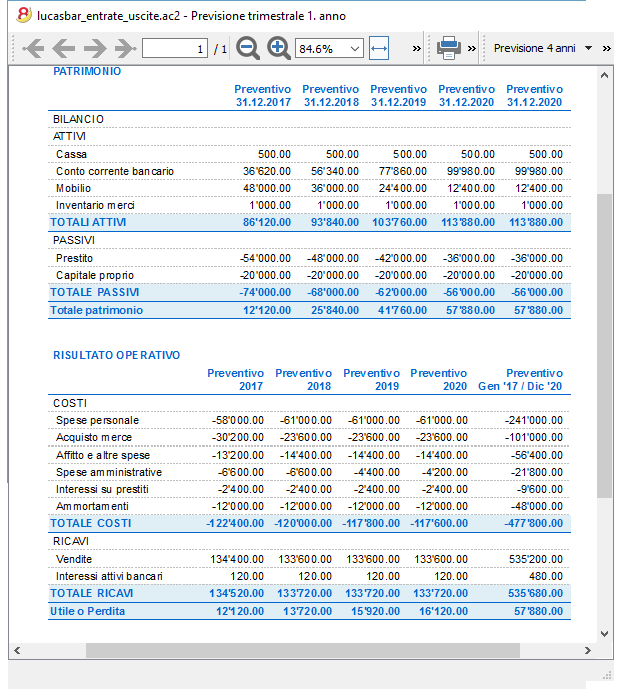 lucasbar_entrate_uscite.ac2 - Previsione trimestrale 1. anno
1 / 1 84.6% » » Previsione 4 anni »
PATRIMONIO
Preventivo Preventivo Preventivo Preventivo Preventivo
31.12.2017 31.12.2018 31.12.2019 31.12.2020 31.12.2020
BILANCIO
ATTIVI
Cassa 500.00 500.00 500.00 500.00 500.00
Conto corrente bancario 36'620.00 56'340.00 77'860.00 99'980.00 99'980.00
Mobilio 48'000.00 36'000.00 24'400.00 12'400.00 12'400.00
Inventario merci 1'000.00 1'000.00 1'000.00 1'000.00 1'000.00
TOTALI ATTIVI 86'120.00 93'840.00 103'760.00 113'880.00 113'880.00
PASSIVI
Prestito -54'000.00 -48'000.00 -42'000.00 -36'000.00 -36'000.00
Capitale proprio -20'000.00 -20'000.00 -20'000.00 -20'000.00 -20'000.00
TOTALE PASSIVI -74'000.00 -68'000.00 -62'000.00 -56'000.00 -56'000.00
Totale patrimonio 12'120.00 25'840.00 41'760.00 57'880.00 57'880.00
RISULTATO OPERATIVO
Preventivo Preventivo Preventivo Preventivo Preventivo
2017 2018 2019 2020 Gen '17 / Dic '20
COSTI
Spese personale -58'000.00 -61'000.00 -61'000.00 -61'000.00 -241'000.00
Acquisto merce -30'200.00 -23'600.00 -23'600.00 -23'600.00 -101'000.00
Affitto e altre spese -13'200.00 -14'400.00 -14'400.00 -14'400.00 -56'400.00
Spese amministrative -6'600.00 -6'600.00 -4'400.00 -4'200.00 -21'800.00
Interessi su prestiti -2'400.00 -2'400.00 -2'400.00 -2'400.00 -9'600.00
Ammortamenti -12'000.00 -12'000.00 -12'000.00 -12'000.00 -48'000.00
TOTALE COSTI -122'400.00 -120'000.00 -117'800.00 -117'600.00 -477'800.00
RICAVI
Vendite 134'400.00 133'600.00 133'600.00 133'600.00 535'200.00
Interessi attivi bancari 120.00 120.00 120.00 120.00 480.00
TOTALE RICAVI 134'520.00 133'720.00 133'720.00 133'720.00 535'680.00
Utile o Perdita 12'120.00 13'720.00 15'920.00 16'120.00 57'880.00